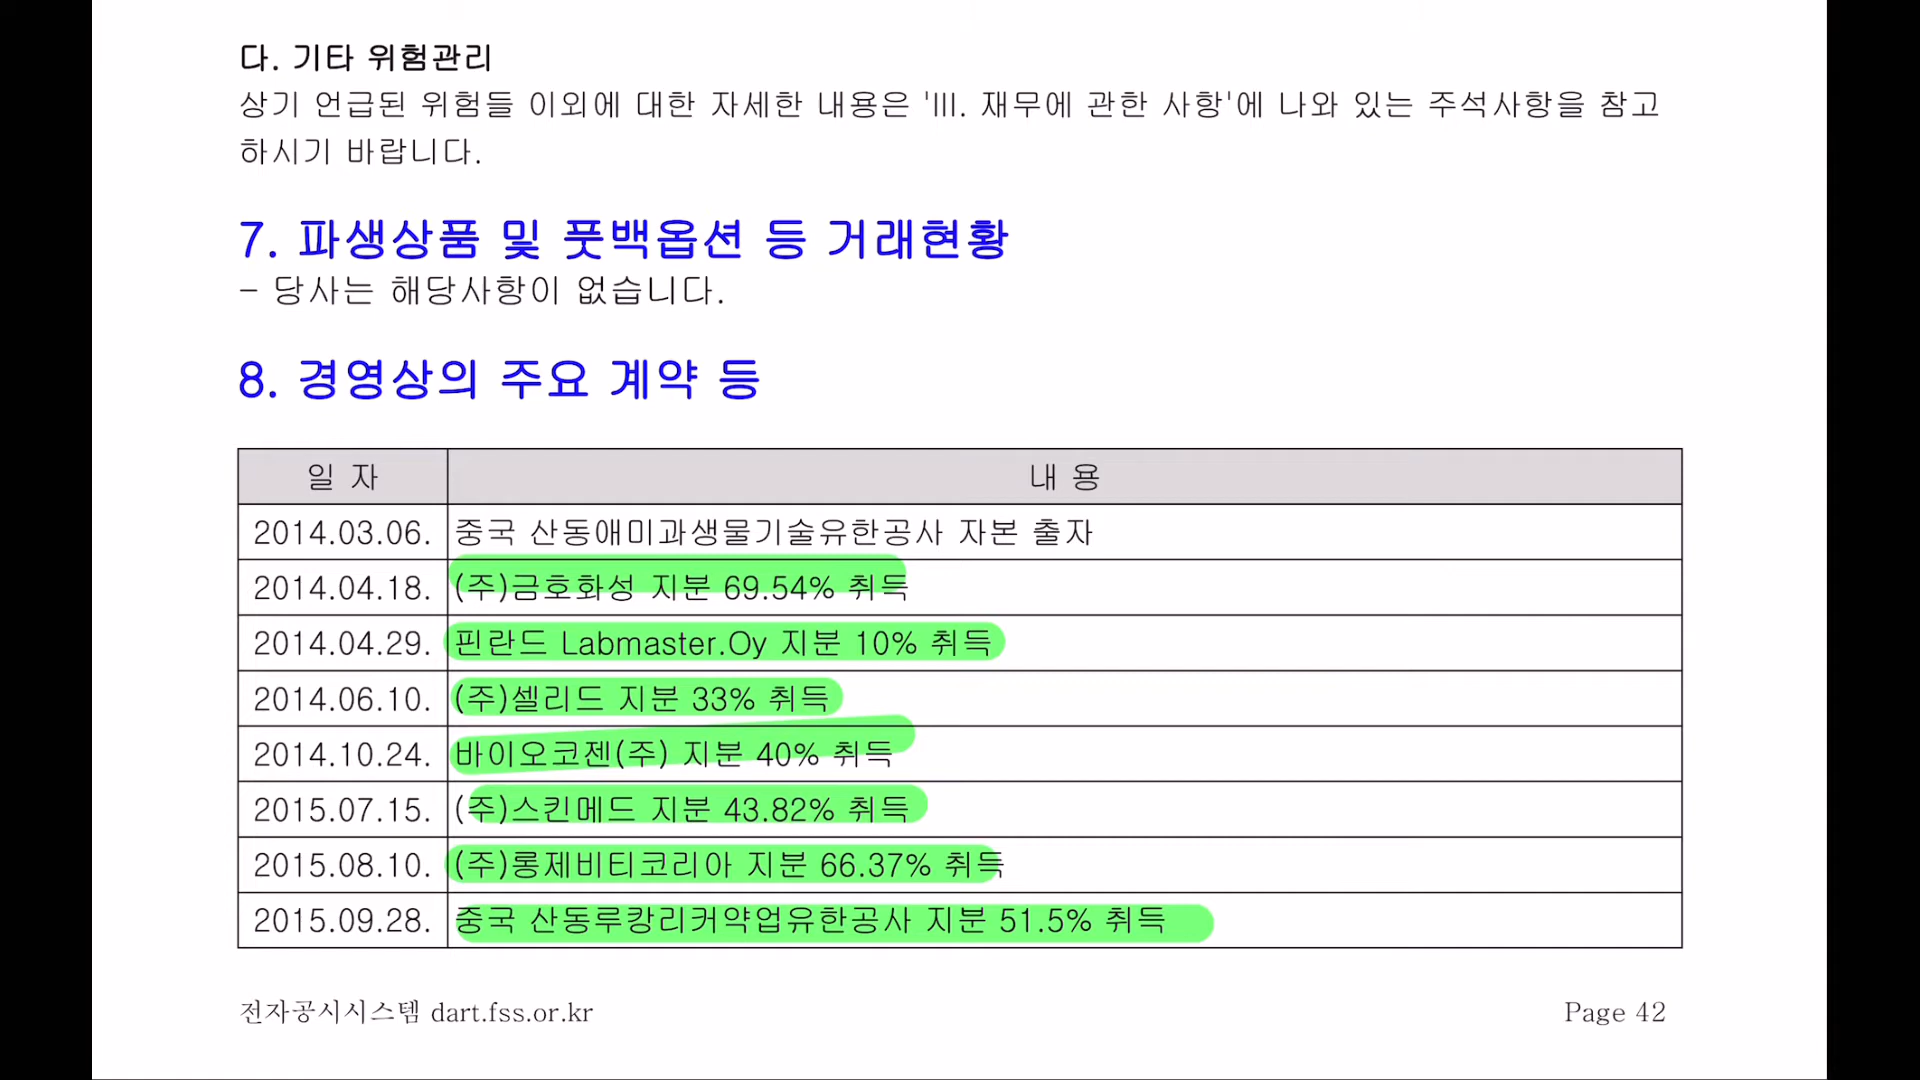 다. 기타 위험관리
상기 언급된 위험들 이외에 대한 자세한 내용은 'III. 재무에 관한 사항'에 나와 있는 주석사항을 참고
하시기 바랍니다.
7. 파생상품 및 풋백옵션 등 거래현황
- 당사는 해당사항이 없습니다.
8. 경영상의 주요 계약 등
일 자 내 용
2014.03.06. 중국 산동애미과생물기술유한공사 자본 출자
2014.04.18. (주)금호화성 지분 69.54% 취득
2014.04.29. 핀란드 Labmaster.Oy 지분 10% 취득
2014.06.10. (주)셀리드 지분 33% 취득
2014.10.24. 바이오코젠(주) 지분 40% 취득
2015.07.15. (주)스킨메드 지분 43.82% 취득
2015.08.10. (주)롱제비티코리아 지분 66.37% 취득
2015.09.28. 중국 산동루캉리커약업유한공사 지분 51.5% 취득
전자공시시스템 dart.fss.or.kr Page 42